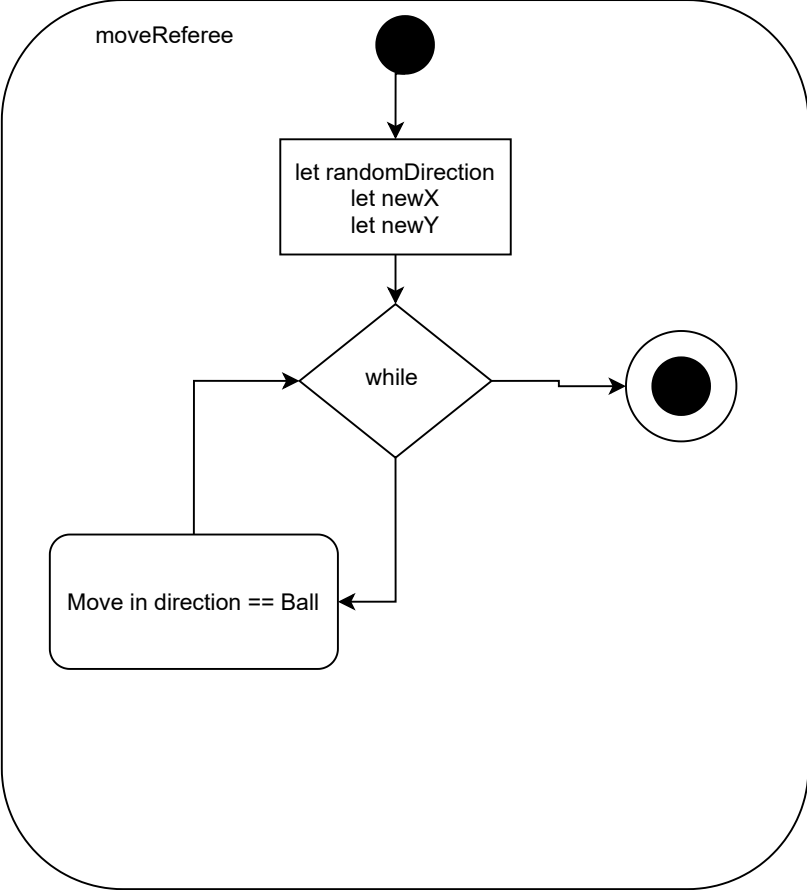 moveReferee
let randomDirection
let newX
let newY
while
Move in direction == Ball